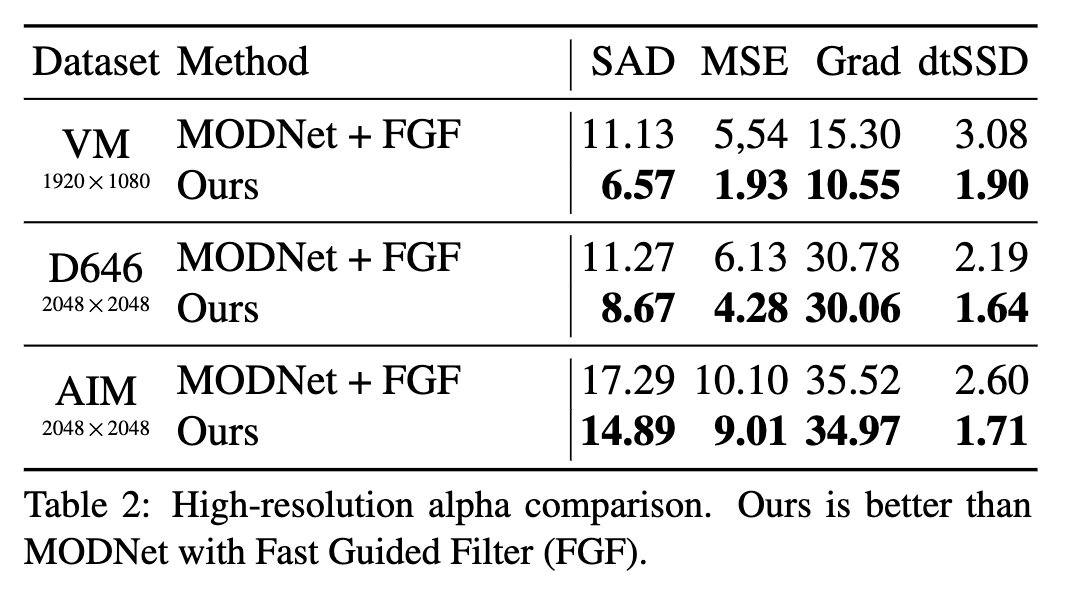 Dataset Method SAD MSE Grad dtSSD
VM MODNet + FGF 11.13 5,54 15.30 3.08
1920 × 1080 Ours 6.57 1.93 10.55 1.90
D646 MODNet + FGF 11.27 6.13 30.78 2.19
2048 × 2048 Ours 8.67 4.28 30.06 1.64
AIM MODNet + FGF 17.29 10.10 35.52 2.60
2048 × 2048 Ours 14.89 9.01 34.97 1.71
Table 2: High-resolution alpha comparison. Ours is better than
MODNet with Fast Guided Filter (FGF).